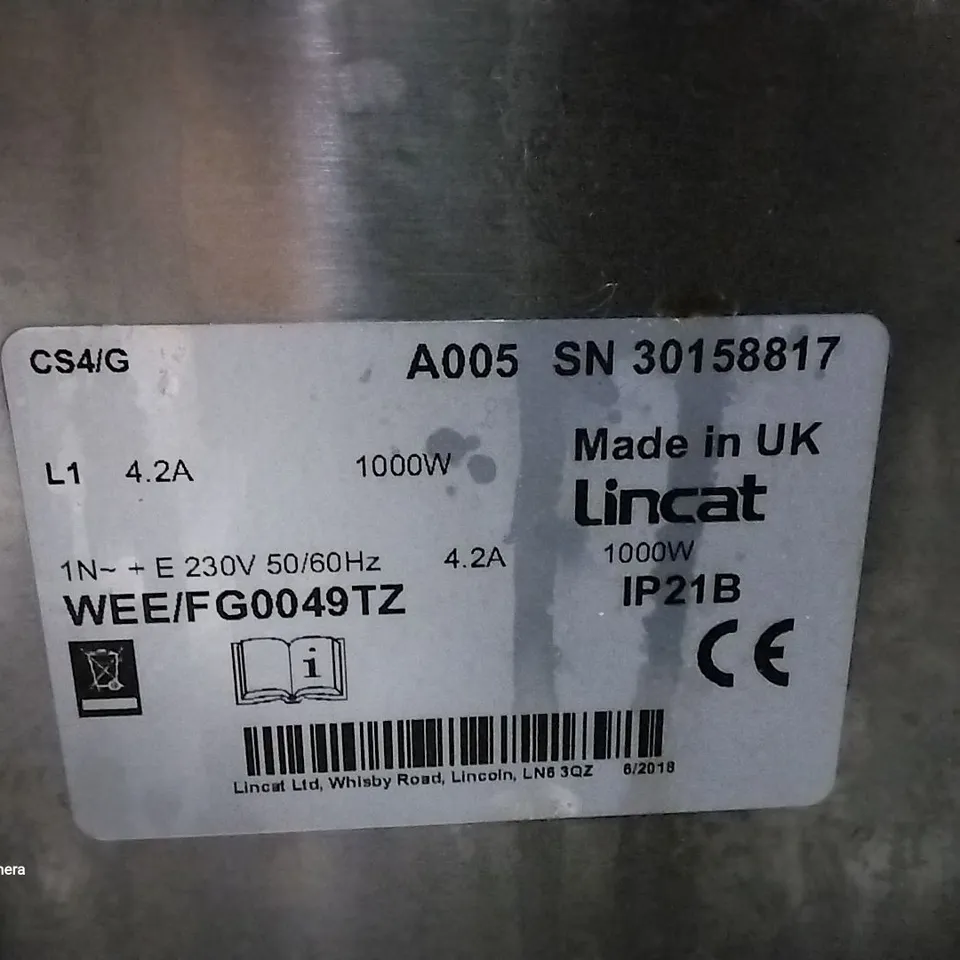 CS4/G A005 SN 30158817
Made in UK
L1 4.2A 1000W
Lincat
1N~ + E 230V 50/60Hz 4.2A 1000W
WEE/FG0049TZ IP21B
i
CE
Lincat Ltd, Whisby Road, Lincoln, LN6 3QZ 6/2018